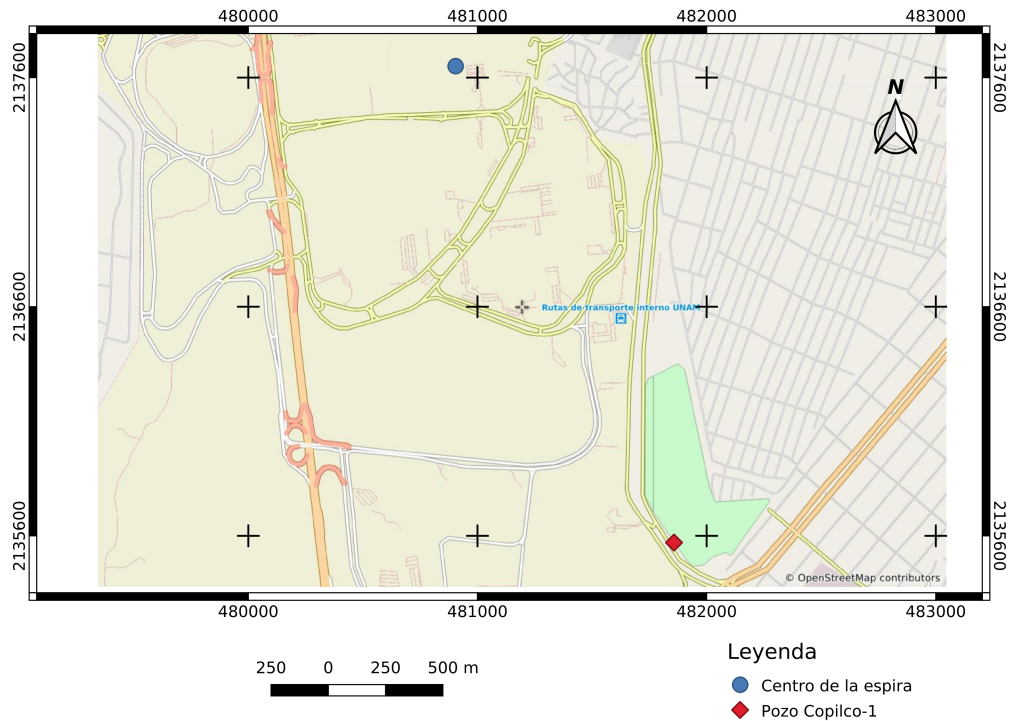 480000 481000 482000 483000
2137600 2137600
N
2136600 2136600
Rutas de transporte interno UNAM
2135600 2135600
© OpenStreetMap contributors
480000 481000 482000 483000
Leyenda
250 0 250 500 m
Centro de la espira
Pozo Copilco-1